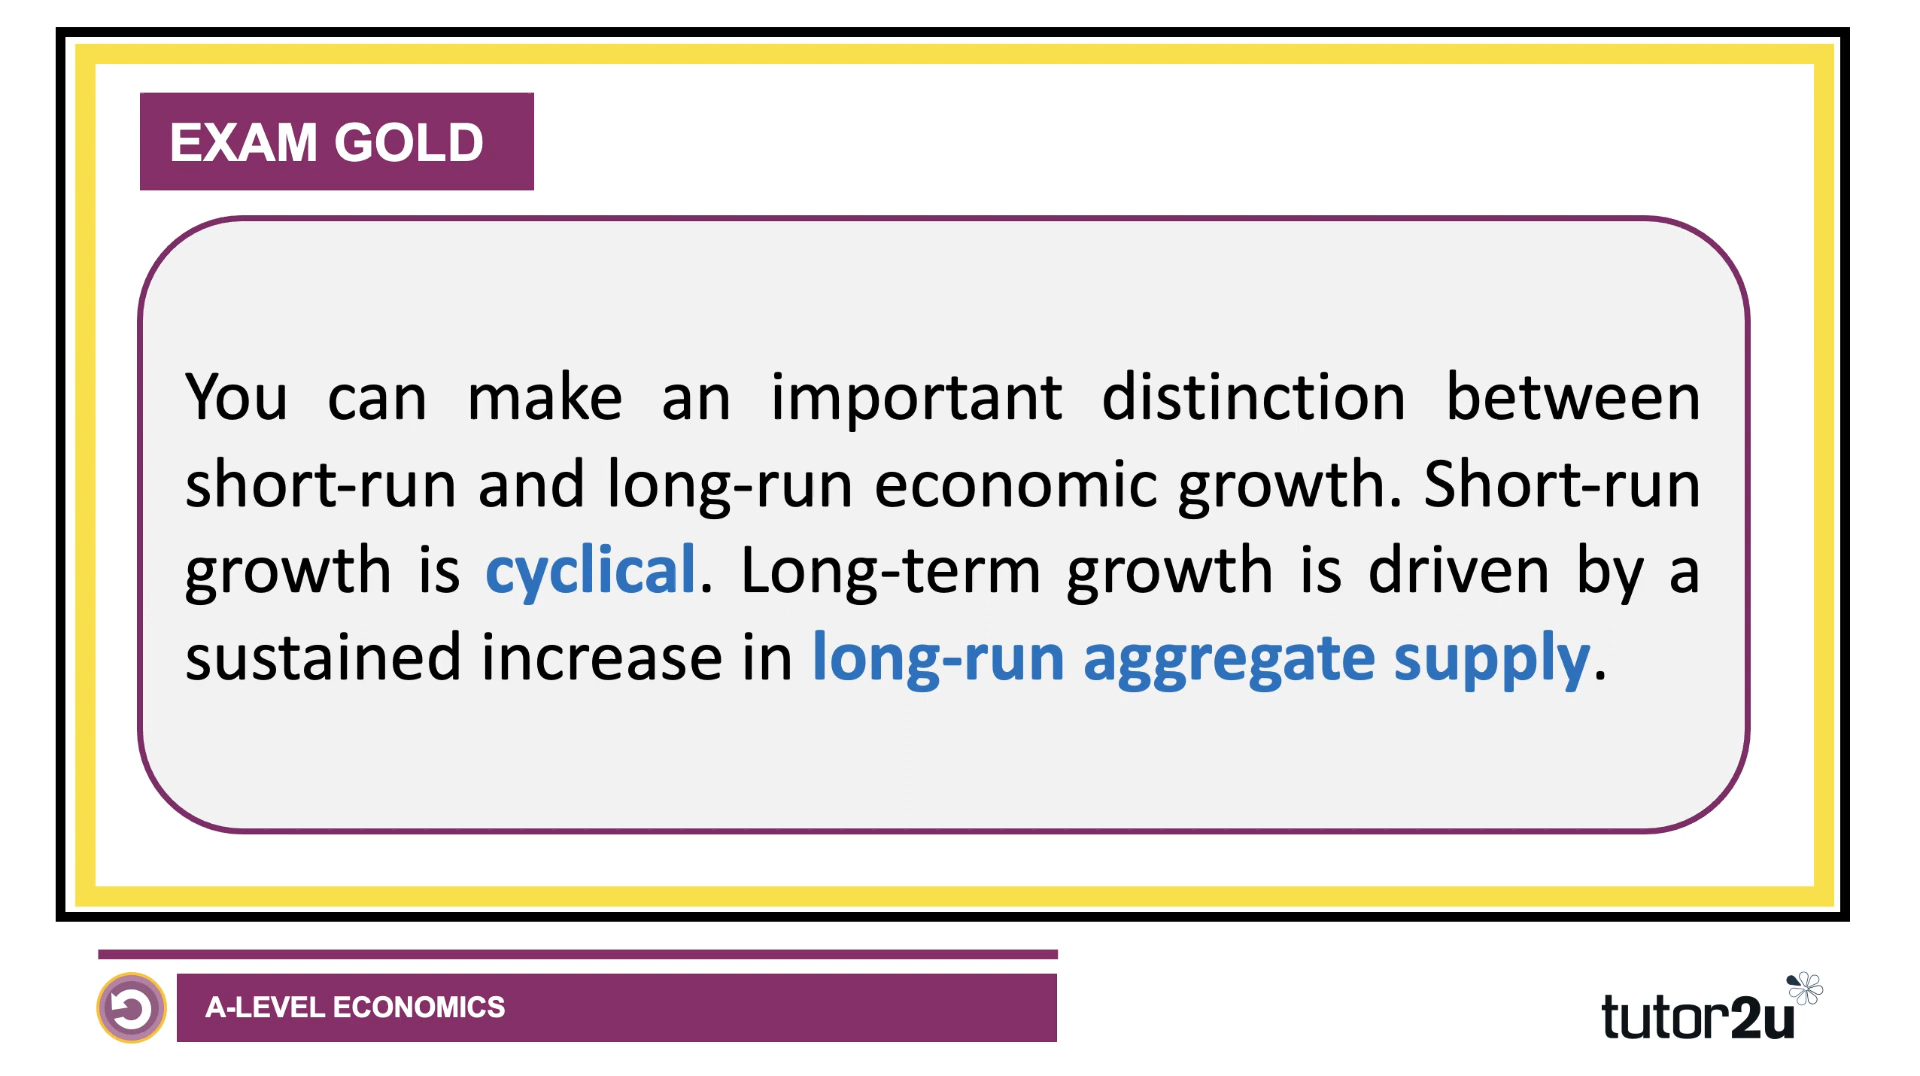 EXAM GOLD
You can make an important distinction between
short-run and long-run economic growth. Short-run
growth is cyclical. Long-term growth is driven by a
sustained increase in long-run aggregate supply.
A-LEVEL ECONOMICS
tutor2u